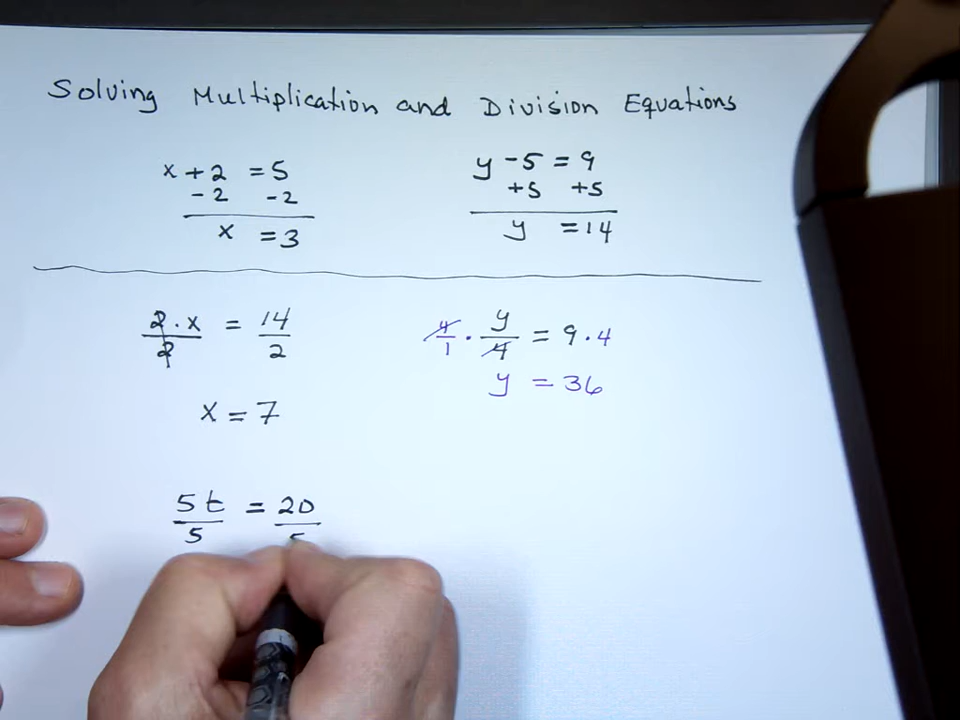 Solving Multiplication and Division Equations
x + 2 = 5
- 2 - 2
x = 3
y - 5 = 9
+5 +5
y = 14
2 · x / 2 = 14 / 2
x = 7
4/1 · y/4 = 9 · 4
y = 36
5t / 5 = 20 / 5